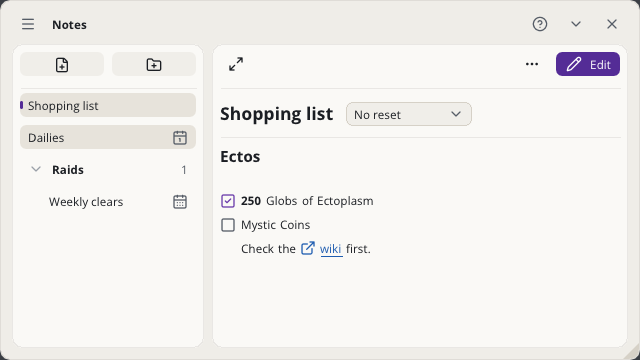 Notes
Edit
Shopping list
Dailies
Raids 1
Weekly clears
Shopping list No reset
Ectos
250 Globs of Ectoplasm
Mystic Coins
Check the wiki first.